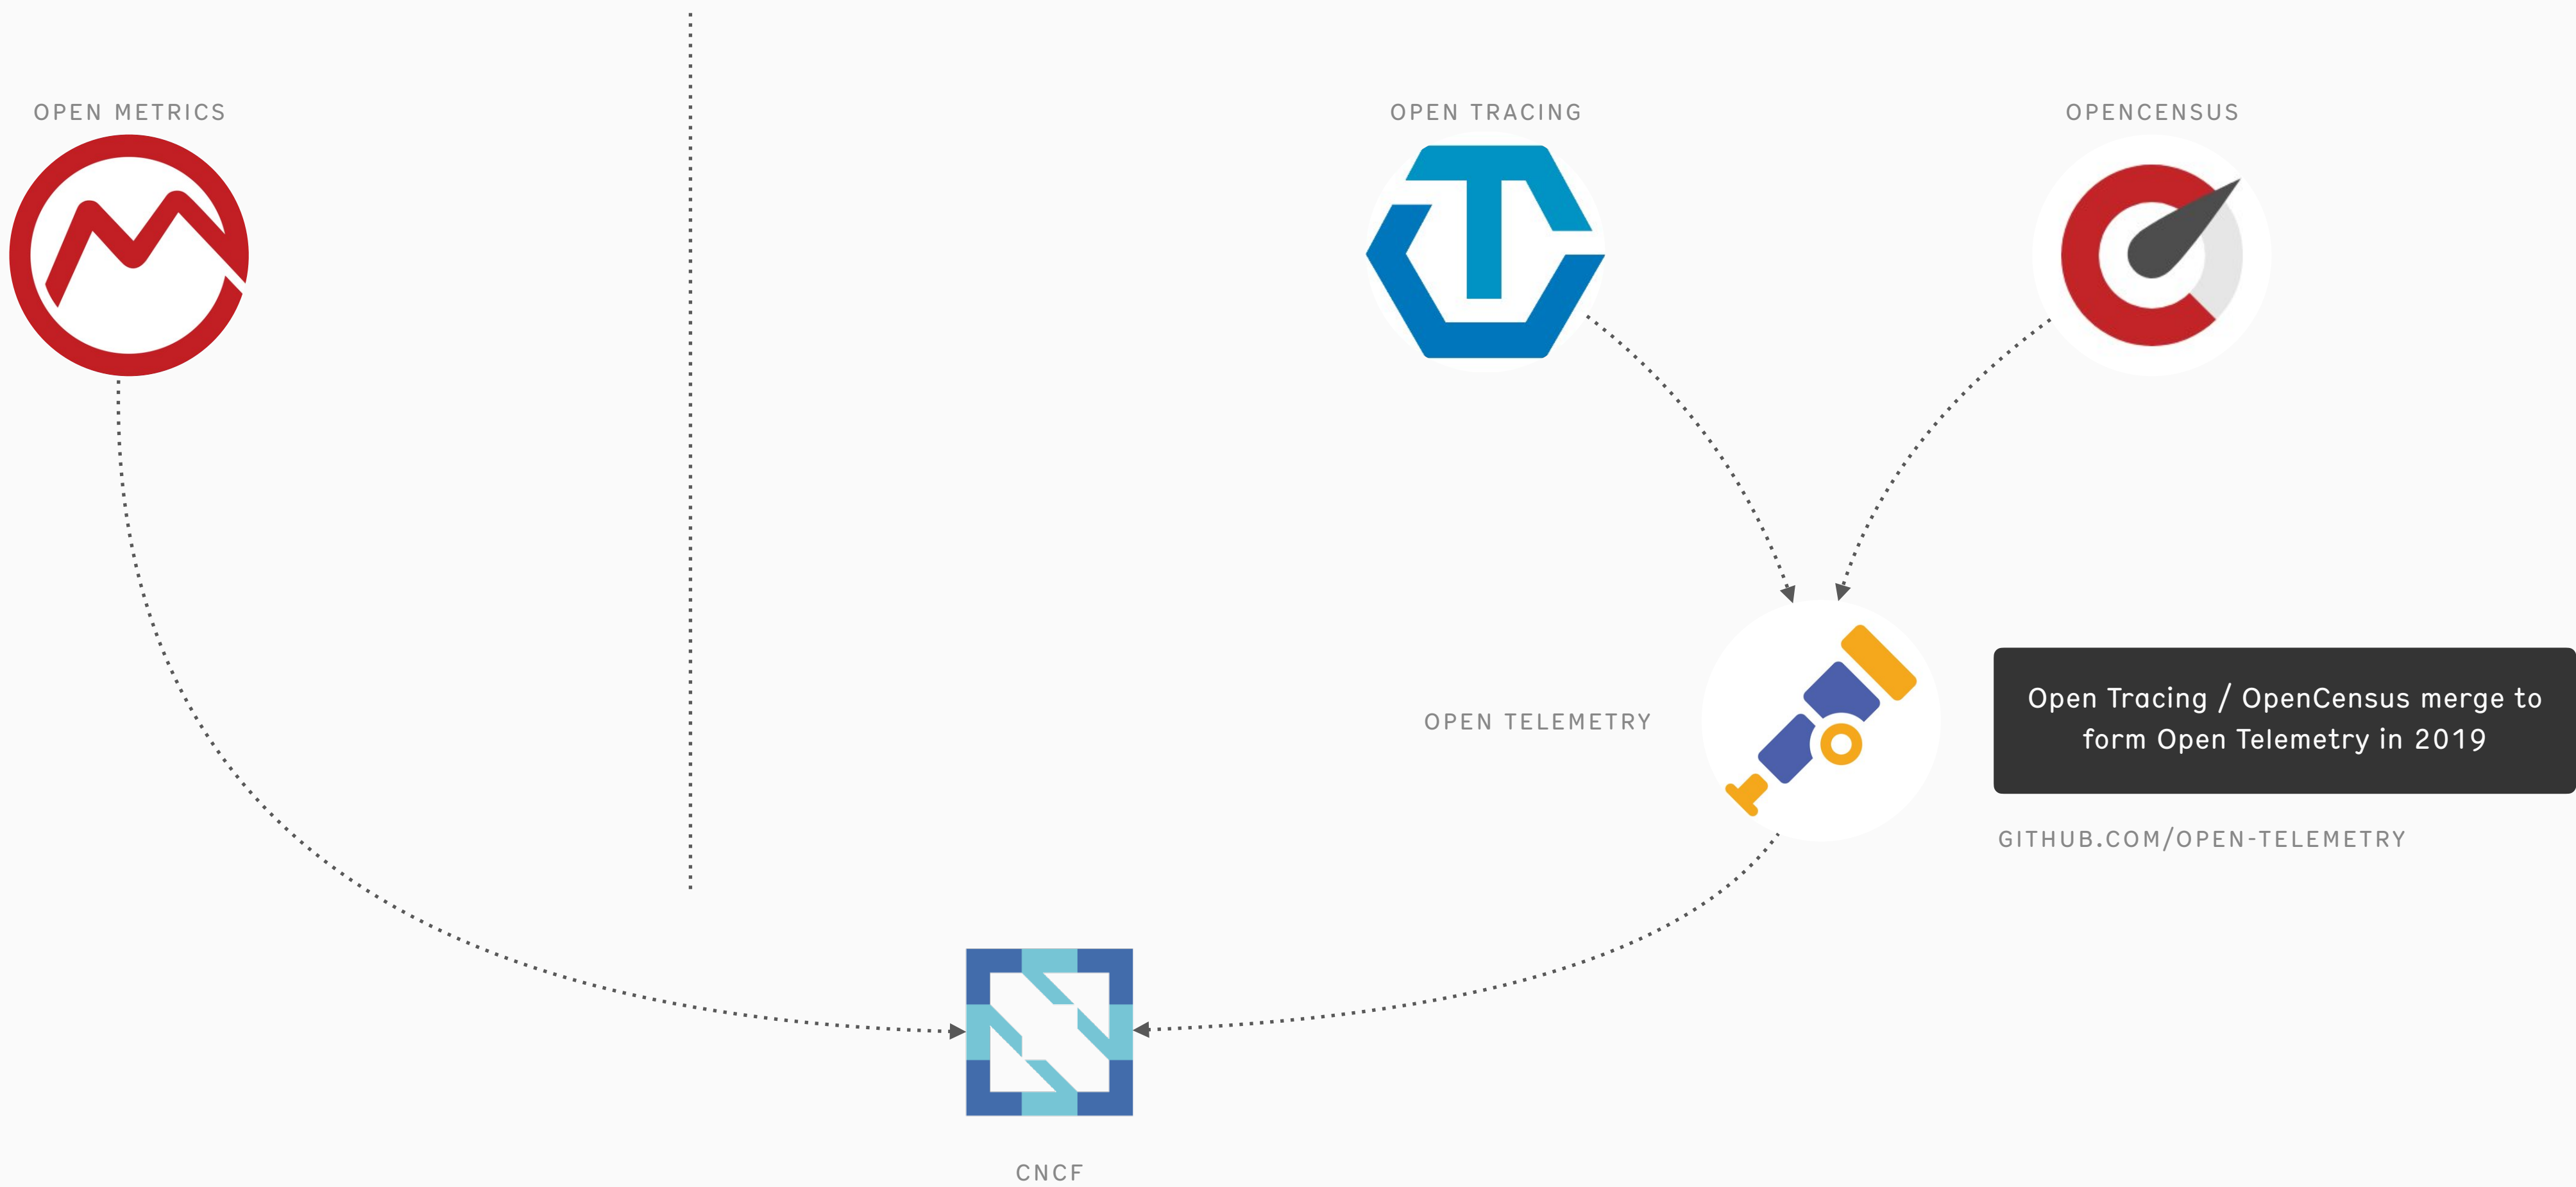 OPEN METRICS
OPEN TRACING
OPENCENSUS
OPEN TELEMETRY
Open Tracing / OpenCensus merge to
form Open Telemetry in 2019
GITHUB.COM/OPEN-TELEMETRY
CNCF